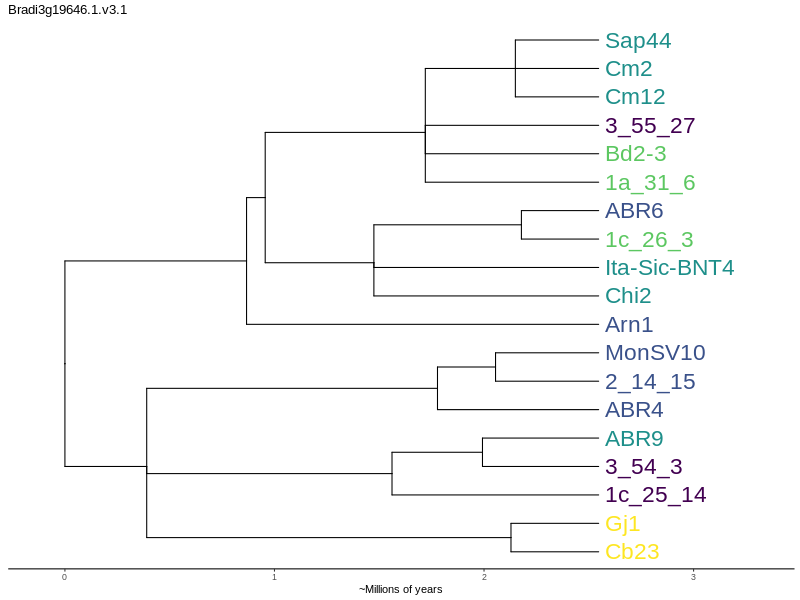 Bradi3g19646.1.v3.1
Sap44
Cm2
Cm12
3_55_27
Bd2-3
1a_31_6
ABR6
1c_26_3
Ita-Sic-BNT4
Chi2
Arn1
MonSV10
2_14_15
ABR4
ABR9
3_54_3
1c_25_14
Gj1
Cb23
0 1 2 3
~Millions of years